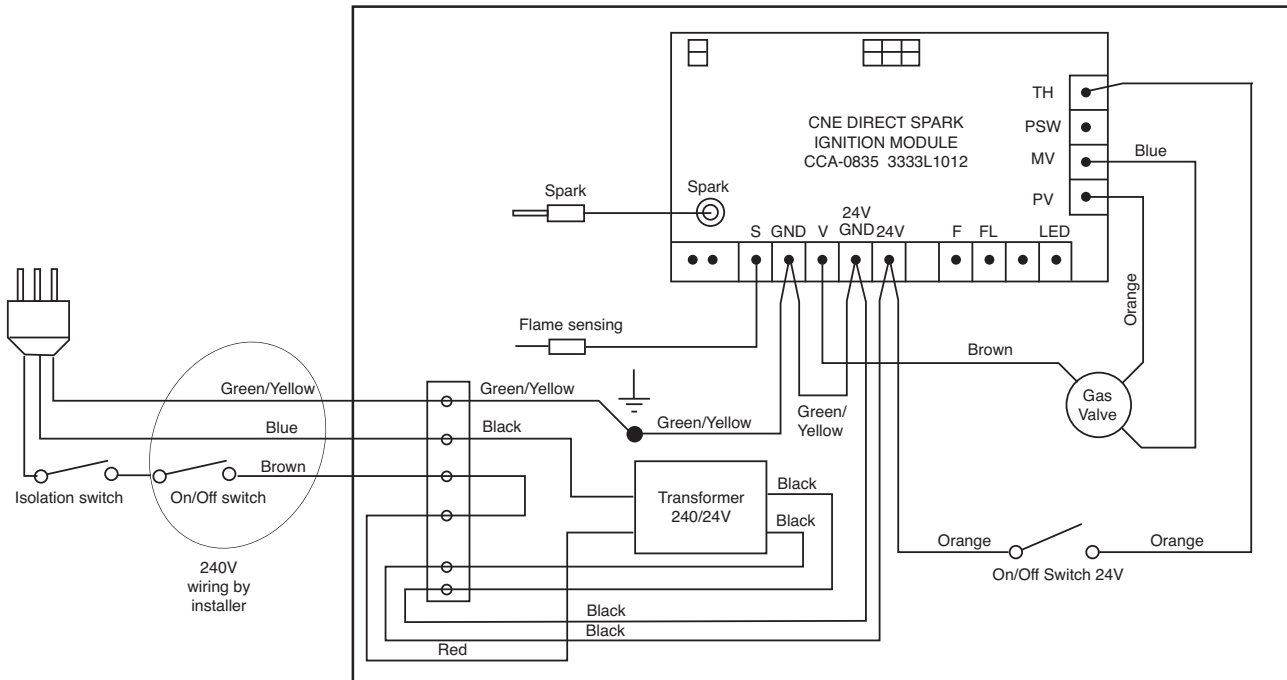 CNE DIRECT SPARK
IGNITION MODULE
CCA-0835 3333L1012
TH
PSW
MV
PV
Blue
Spark
Spark
S
GND
V
24V
GND
24V
F
FL
LED
Orange
Flame sensing
Brown
Gas
Valve
Green/Yellow
Green/Yellow
Green/Yellow
Green/
Yellow
Blue
Black
Brown
Isolation switch
On/Off switch
Transformer
240/24V
Black
Black
Orange
Orange
On/Off Switch 24V
240V
wiring by
installer
Black
Black
Red